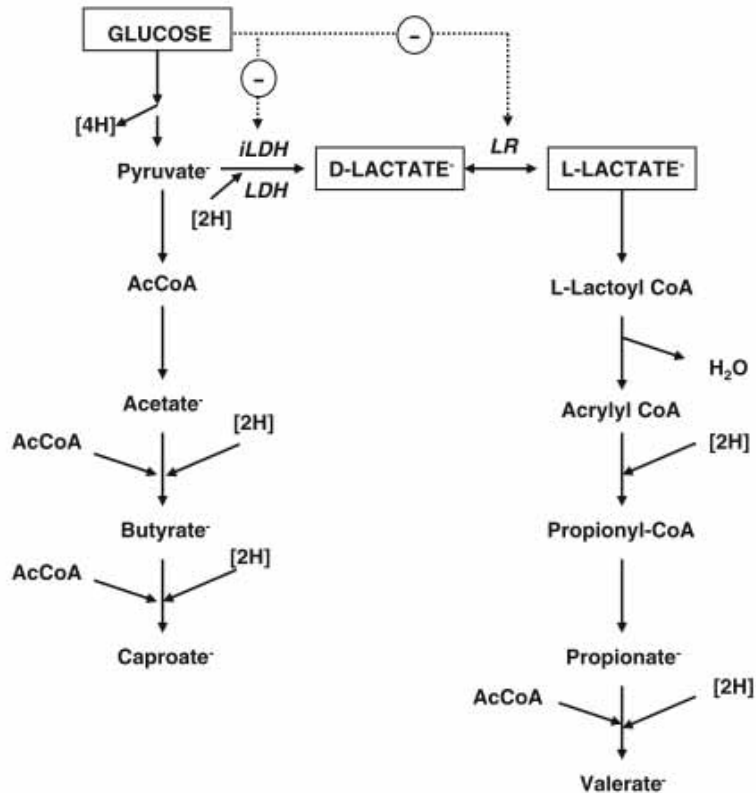 GLUCOSE
−
−
[4H]
iLDH
LR
Pyruvate⁻
D-LACTATE⁻
L-LACTATE⁻
LDH
[2H]
AcCoA
L-Lactoyl CoA
H₂O
Acetate⁻
Acrylyl CoA
AcCoA
[2H]
[2H]
Butyrate⁻
Propionyl-CoA
AcCoA
[2H]
Caproate⁻
Propionate⁻
AcCoA
[2H]
Valerate⁻